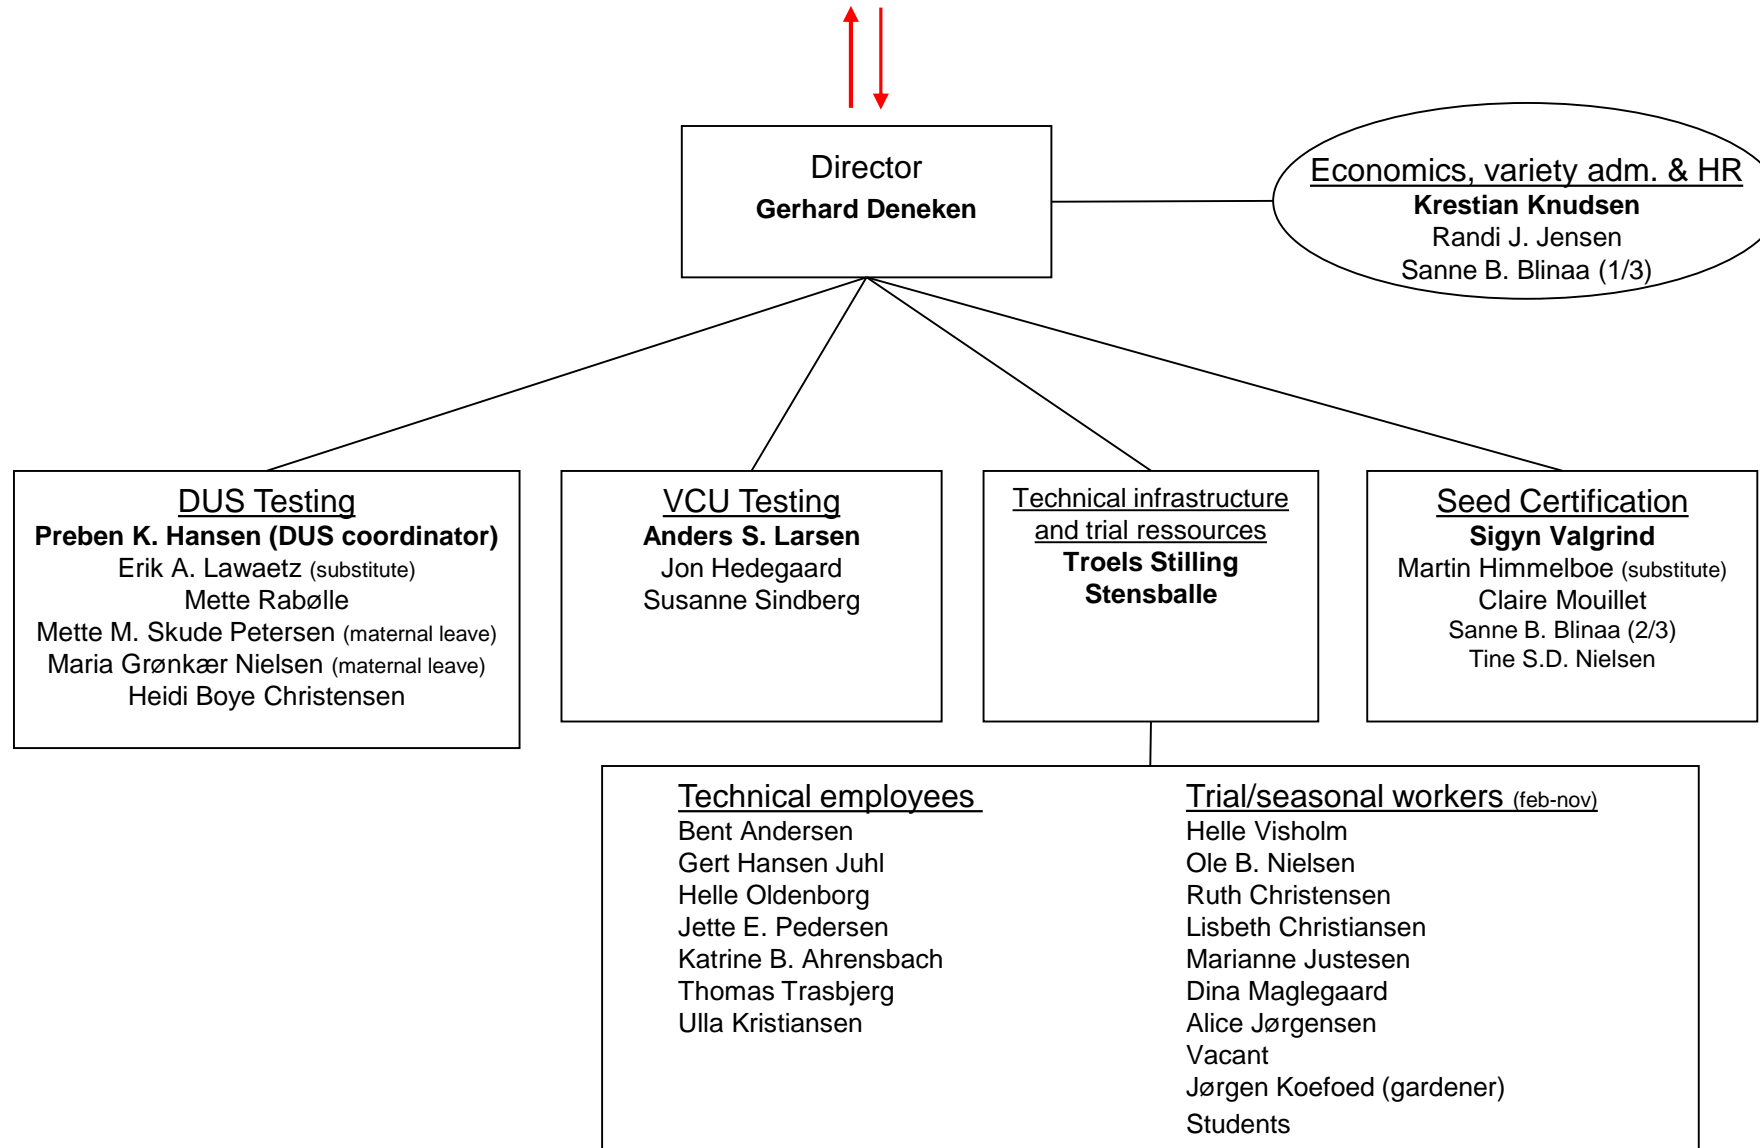 Director
Gerhard Deneken
Economics, variety adm. & HR
Krestian Knudsen
Randi J. Jensen
Sanne B. Blinaa (1/3)
DUS Testing
Preben K. Hansen (DUS coordinator)
Erik A. Lawaetz (substitute)
Mette Rabølle
Mette M. Skude Petersen (maternal leave)
Maria Grønkær Nielsen (maternal leave)
Heidi Boye Christensen
VCU Testing
Anders S. Larsen
Jon Hedegaard
Susanne Sindberg
Technical infrastructure
and trial ressources
Troels Stilling
Stensballe
Seed Certification
Sigyn Valgrind
Martin Himmelboe (substitute)
Claire Mouillet
Sanne B. Blinaa (2/3)
Tine S.D. Nielsen
Technical employees
Bent Andersen
Gert Hansen Juhl
Helle Oldenborg
Jette E. Pedersen
Katrine B. Ahrensbach
Thomas Trasbjerg
Ulla Kristiansen
Trial/seasonal workers (feb-nov)
Helle Visholm
Ole B. Nielsen
Ruth Christensen
Lisbeth Christiansen
Marianne Justesen
Dina Maglegaard
Alice Jørgensen
Vacant
Jørgen Koefoed (gardener)
Students